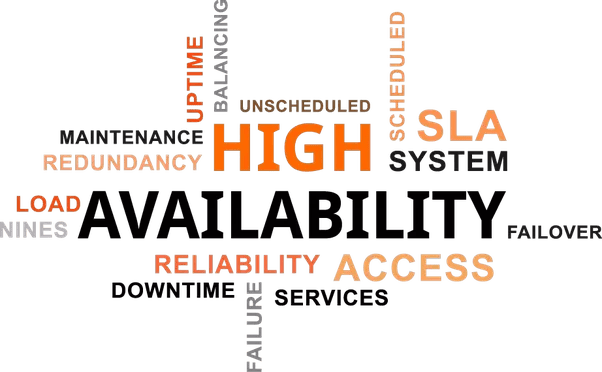 BALANCING
SCHEDULED
UPTIME
UNSCHEDULED
SLA
MAINTENANCE
HIGH
REDUNDANCY
SYSTEM
LOAD
AVAILABILITY
NINES
FAILOVER
RELIABILITY
ACCESS
DOWNTIME
SERVICES
FAILURE